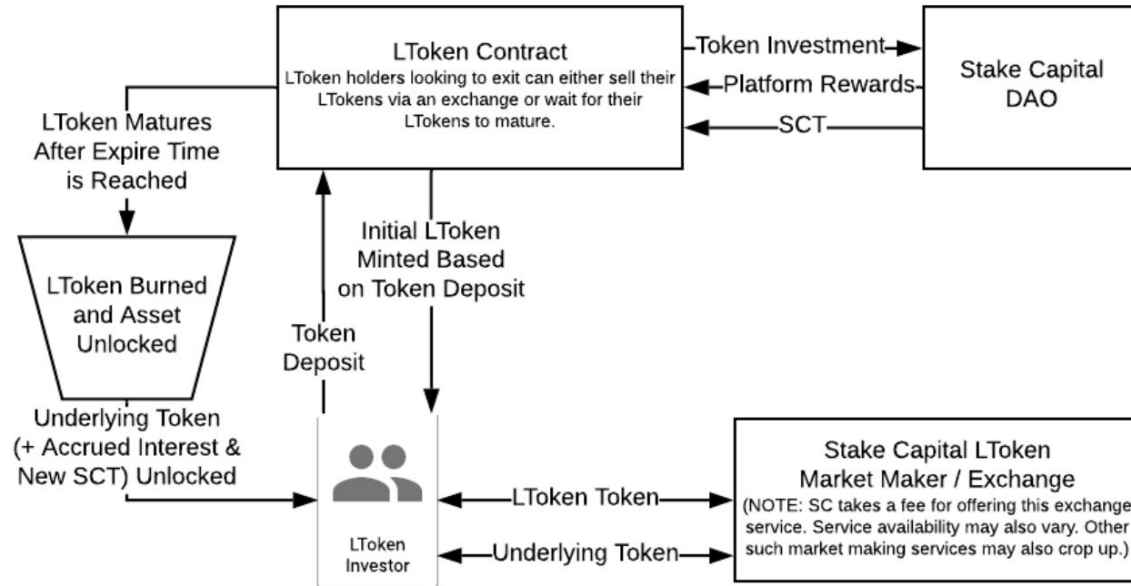 LToken Contract
LToken holders looking to exit can either sell their
LTokens via an exchange or wait for their
LTokens to mature.
Token Investment
Platform Rewards
SCT
Stake Capital
DAO
LToken Matures
After Expire Time
is Reached
LToken Burned
and Asset
Unlocked
Token
Deposit
Initial LToken
Minted Based
on Token Deposit
Underlying Token
(+ Accrued Interest &
New SCT) Unlocked
LToken
Investor
LToken Token
Underlying Token
Stake Capital LToken
Market Maker / Exchange
(NOTE: SC takes a fee for offering this exchange
service. Service availability may also vary. Other
such market making services may also crop up.)